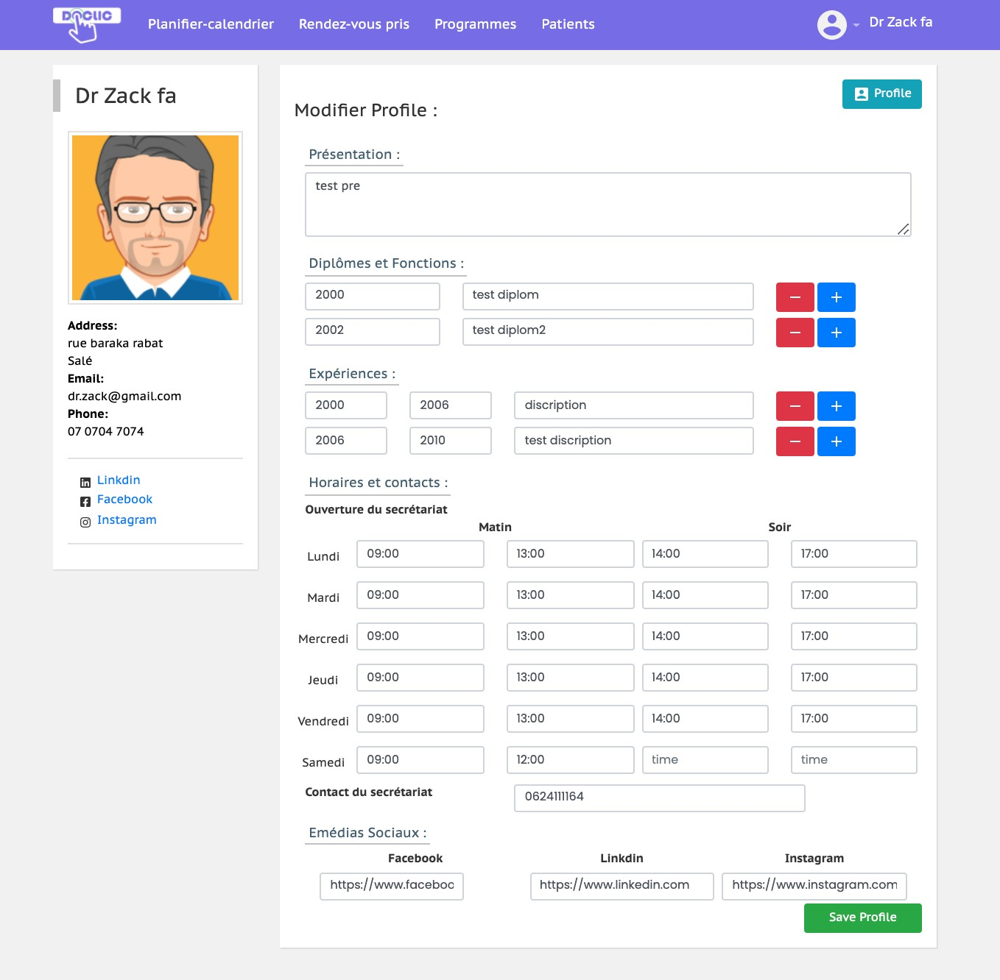 DOCLIC
Planifier-calendrier Rendez-vous pris Programmes Patients Dr Zack fa
Dr Zack fa
Address:
rue baraka rabat
Salé
Email:
dr.zack@gmail.com
Phone:
07 0704 7074
Linkdin
Facebook
Instagram
Profile
Modifier Profile :
Présentation :
test pre
Diplômes et Fonctions :
2000 test diplom
2002 test diplom2
Expériences :
2000 2006 discription
2006 2010 test discription
Horaires et contacts :
Ouverture du secrétariat
Matin Soir
Lundi 09:00 13:00 14:00 17:00
Mardi 09:00 13:00 14:00 17:00
Mercredi 09:00 13:00 14:00 17:00
Jeudi 09:00 13:00 14:00 17:00
Vendredi 09:00 13:00 14:00 17:00
Samedi 09:00 12:00 time time
Contact du secrétariat 0624111164
Emédias Sociaux :
Facebook Linkdin Instagram
https://www.faceboo https://www.linkedin.com https://www.instagram.com
Save Profile